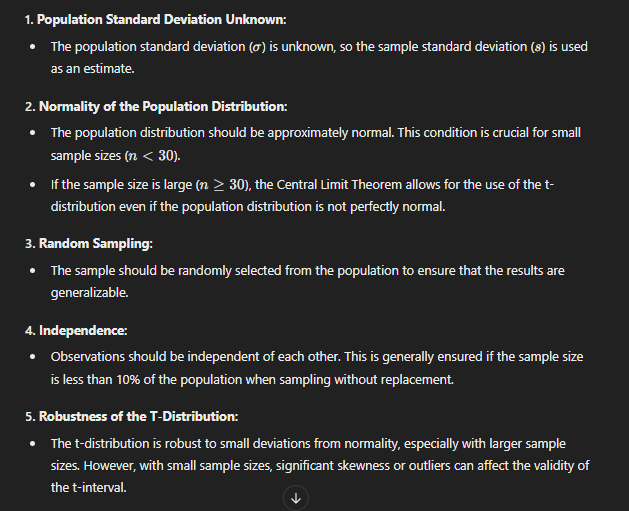 1. Population Standard Deviation Unknown:
• The population standard deviation (σ) is unknown, so the sample standard deviation (s) is used
as an estimate.
2. Normality of the Population Distribution:
• The population distribution should be approximately normal. This condition is crucial for small
sample sizes (n < 30).
• If the sample size is large (n ≥ 30), the Central Limit Theorem allows for the use of the t-
distribution even if the population distribution is not perfectly normal.
3. Random Sampling:
• The sample should be randomly selected from the population to ensure that the results are
generalizable.
4. Independence:
• Observations should be independent of each other. This is generally ensured if the sample size
is less than 10% of the population when sampling without replacement.
5. Robustness of the T-Distribution:
• The t-distribution is robust to small deviations from normality, especially with larger sample
sizes. However, with small sample sizes, significant skewness or outliers can affect the validity of
the t-interval.